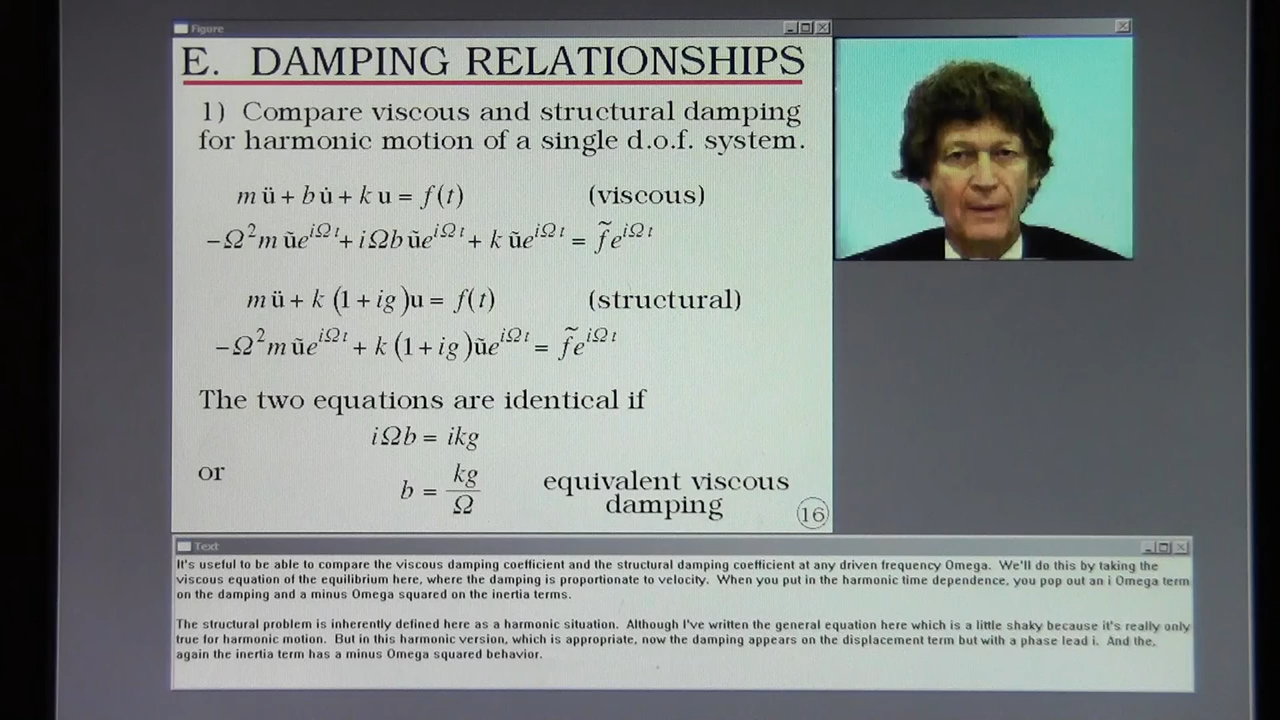 Figure
E. DAMPING RELATIONSHIPS
1) Compare viscous and structural damping
for harmonic motion of a single d.o.f. system.
m ü + b u̇ + k u = f(t) (viscous)
−Ω²m ũe^{iΩt} + iΩb ũe^{iΩt} + k ũe^{iΩt} = f̃e^{iΩt}
m ü + k (1 + ig)u = f(t) (structural)
−Ω²m ũe^{iΩt} + k (1 + ig)ũe^{iΩt} = f̃e^{iΩt}
The two equations are identical if
iΩb = ikg
or
b = kg/Ω equivalent viscous
damping
16
Text
It's useful to be able to compare the viscous damping coefficient and the structural damping coefficient at any driven frequency Omega. We'll do this by taking the
viscous equation of the equilibrium here, where the damping is proportionate to velocity. When you put in the harmonic time dependence, you pop out an i Omega term
on the damping and a minus Omega squared on the inertia terms.
The structural problem is inherently defined here as a harmonic situation. Although I've written the general equation here which is a little shaky because it's really only
true for harmonic motion. But in this harmonic version, which is appropriate, now the damping appears on the displacement term but with a phase lead i. And the,
again the inertia term has a minus Omega squared behavior.